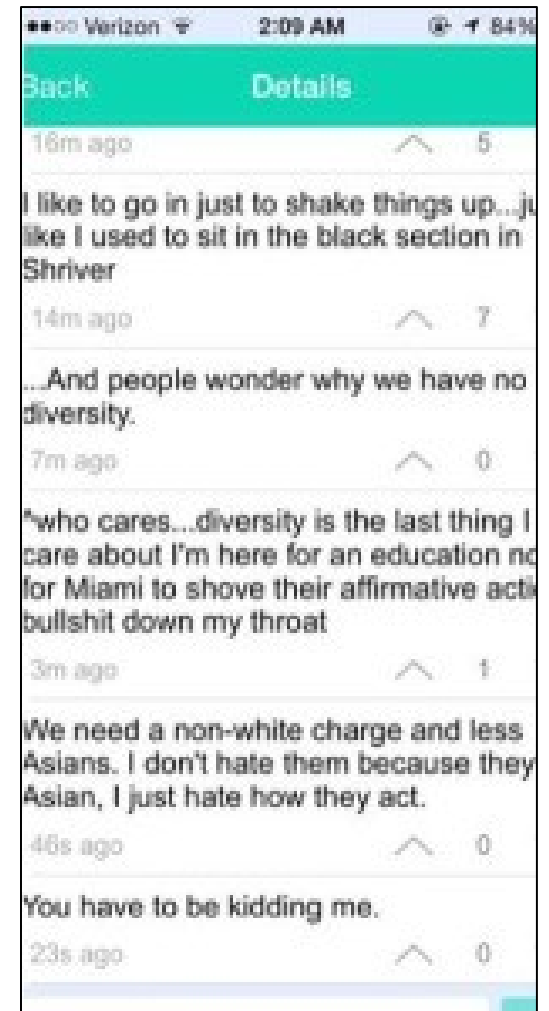 Verizon 2:09 AM 84%
Back Details
16m ago 5
I like to go in just to shake things up...ju
like I used to sit in the black section in
Shriver
14m ago 7
...And people wonder why we have no
diversity.
7m ago 0
^who cares...diversity is the last thing I
care about I'm here for an education no
for Miami to shove their affirmative acti
bullshit down my throat
3m ago 1
We need a non-white charge and less
Asians. I don't hate them because they
Asian, I just hate how they act.
46s ago 0
You have to be kidding me.
23s ago 0